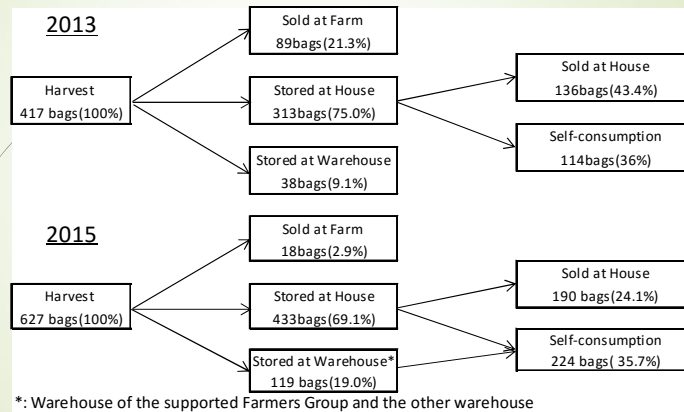 2013
Sold at Farm
89bags(21.3%)
Harvest
417 bags(100%)
Stored at House
313bags(75.0%)
Sold at House
136bags(43.4%)
Self-consumption
114bags(36%)
Stored at Warehouse
38bags(9.1%)
2015
Sold at Farm
18bags(2.9%)
Harvest
627 bags(100%)
Stored at House
433bags(69.1%)
Sold at House
190 bags(24.1%)
Self-consumption
224 bags( 35.7%)
Stored at Warehouse*
119 bags(19.0%)
*: Warehouse of the supported Farmers Group and the other warehouse